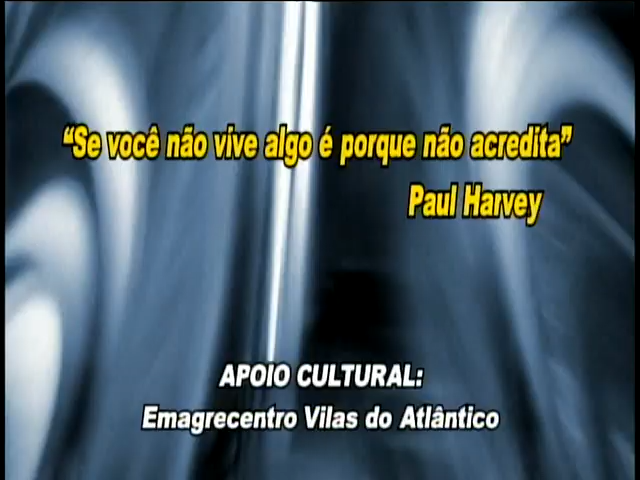 “Se você não vive algo é porque não acredita”
Paul Harvey
APOIO CULTURAL:
Emagrecentro Vilas do Atlântico